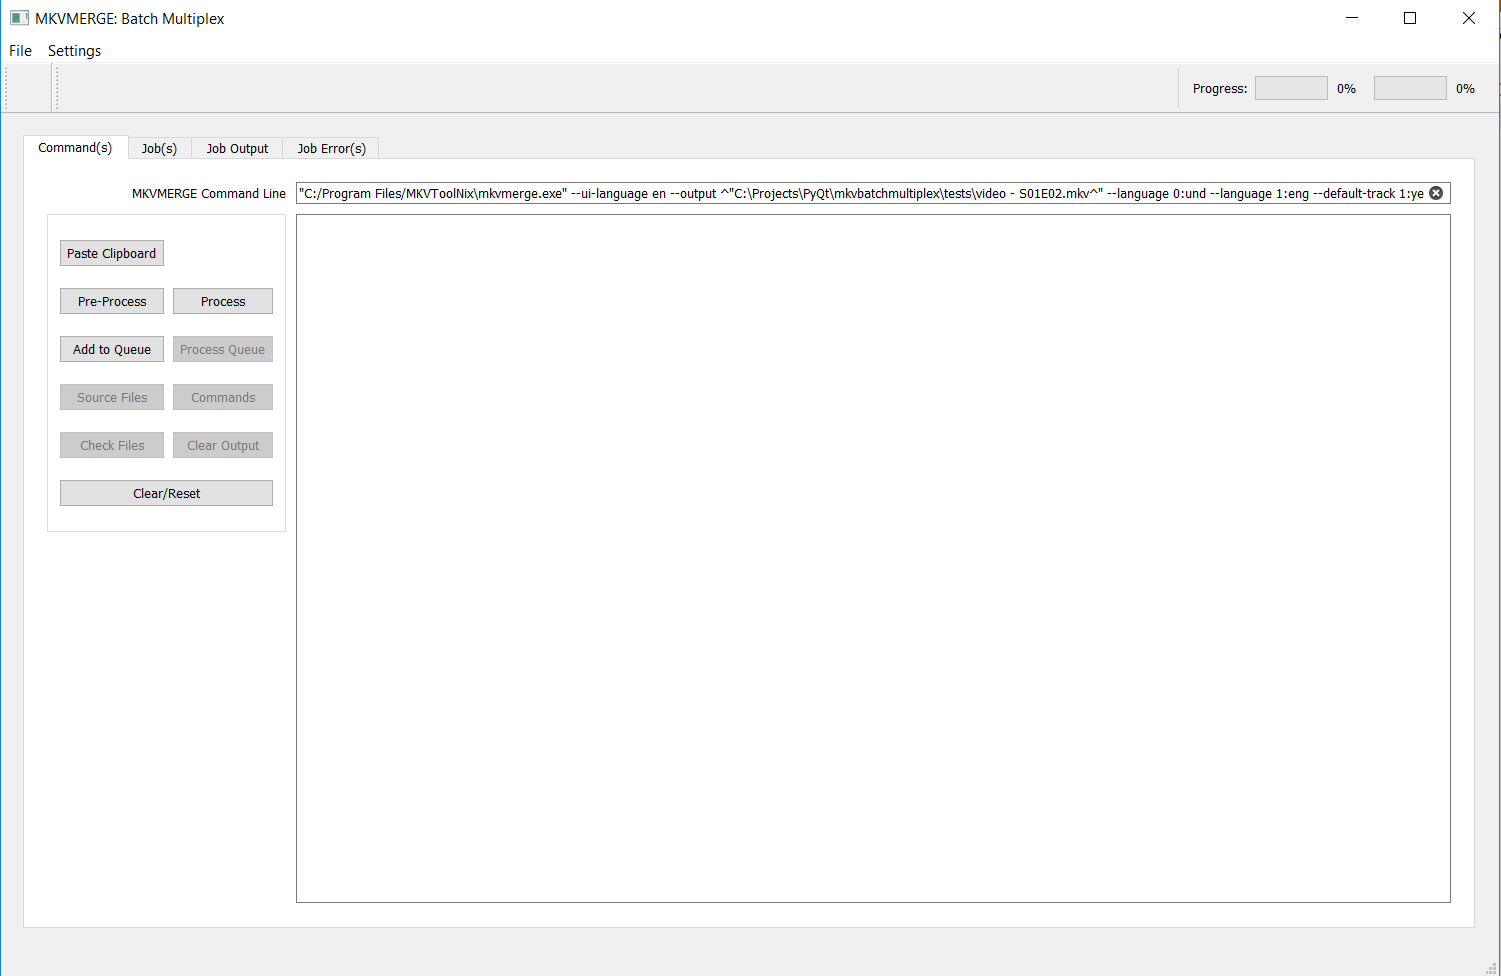 MKVMERGE: Batch Multiplex
File Settings
Progress: 0% 0%
Command(s) Job(s) Job Output Job Error(s)
MKVMERGE Command Line "C:/Program Files/MKVToolNix\mkvmerge.exe" --ui-language en --output ^"C:\Projects\PyQt\mkvbatchmultiplex\tests\video - S01E02.mkv^" --language 0:und --language 1:eng --default-track 1:ye
Paste Clipboard
Pre-Process Process
Add to Queue Process Queue
Source Files Commands
Check Files Clear Output
Clear/Reset